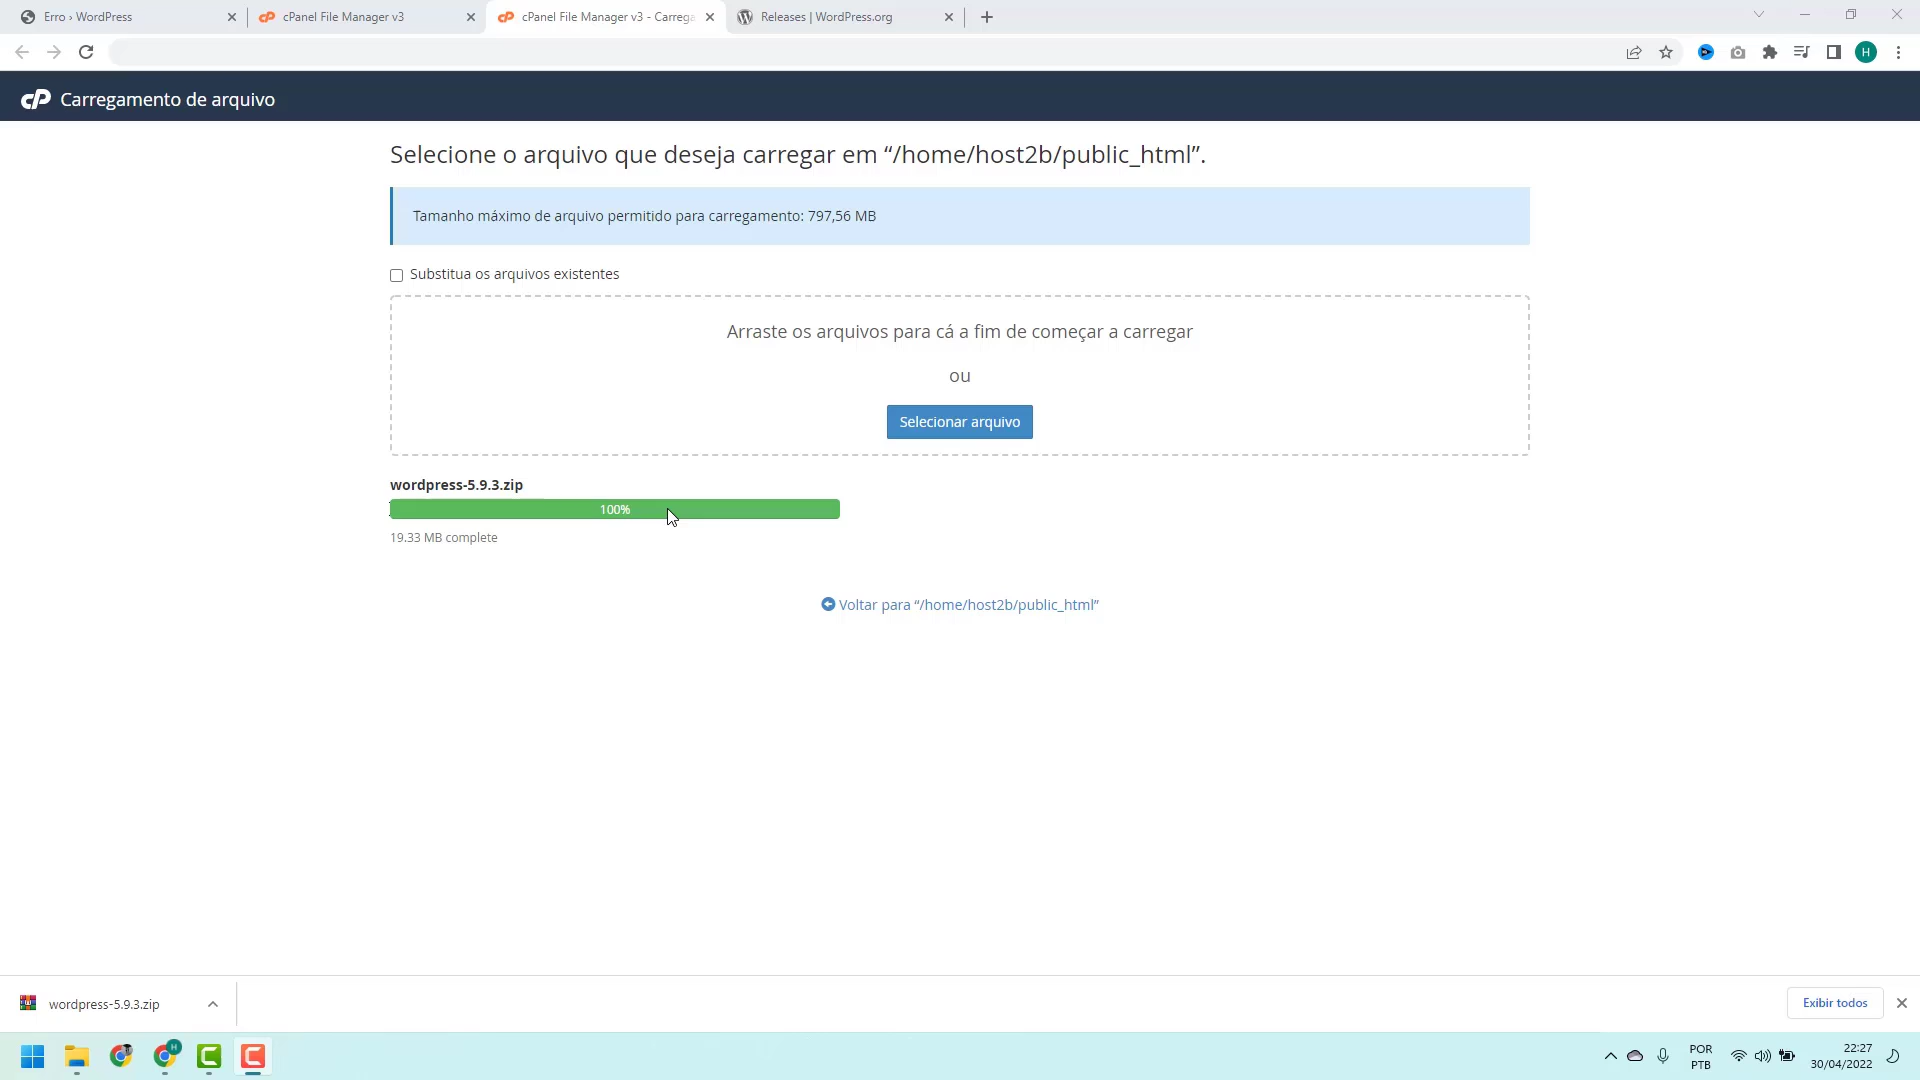 Erro › WordPress
cPanel File Manager v3
cPanel File Manager v3 - Carrega
Releases | WordPress.org
H
cP Carregamento de arquivo
Selecione o arquivo que deseja carregar em “/home/host2b/public_html”.
Tamanho máximo de arquivo permitido para carregamento: 797,56 MB
Substitua os arquivos existentes
Arraste os arquivos para cá a fim de começar a carregar
ou
Selecionar arquivo
wordpress-5.9.3.zip
100%
19.33 MB complete
Voltar para “/home/host2b/public_html”
wordpress-5.9.3.zip
Exibir todos
H
POR
PTB
22:27
30/04/2022